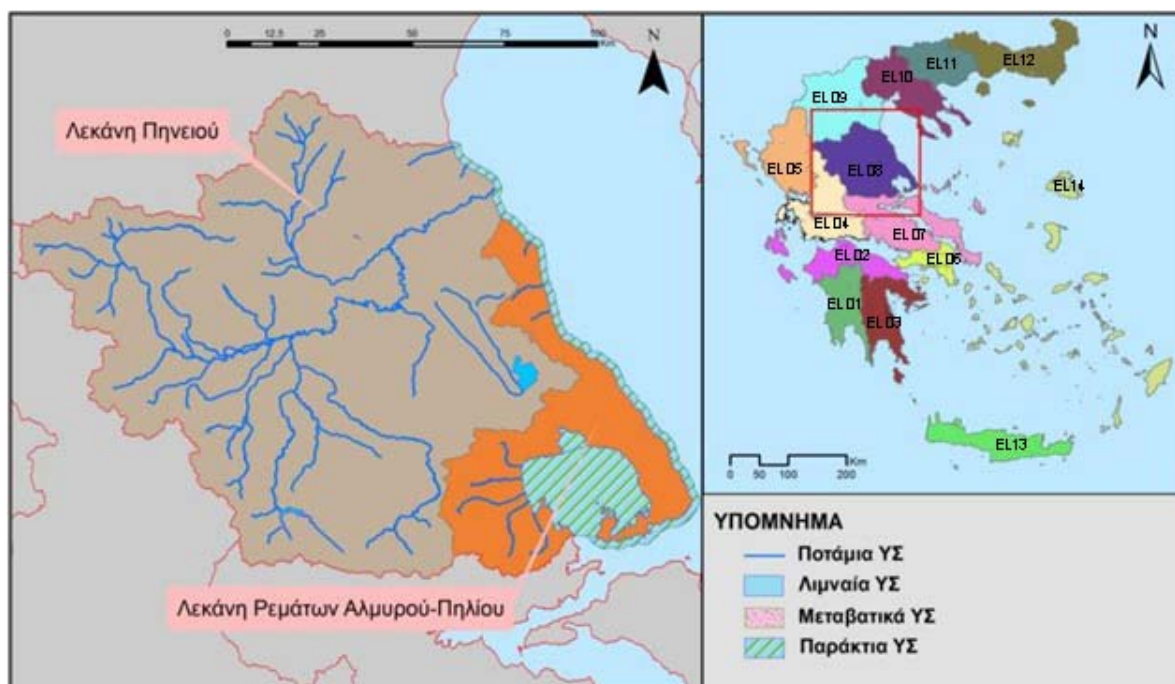 0
12,5
25
50
75
100
Km
N
Λεκάνη Πηνειού
Λεκάνη Ρεμάτων Αλμυρού-Πηλίου
N
EL12
EL11
EL10
EL09
EL05
EL08
EL14
EL04
EL07
EL02
EL06
EL01
EL03
EL13
0
50
100
200
Km
ΥΠΟΜΝΗΜΑ
Ποτάμια ΥΣ
Λιμναία ΥΣ
Μεταβατικά ΥΣ
Παράκτια ΥΣ